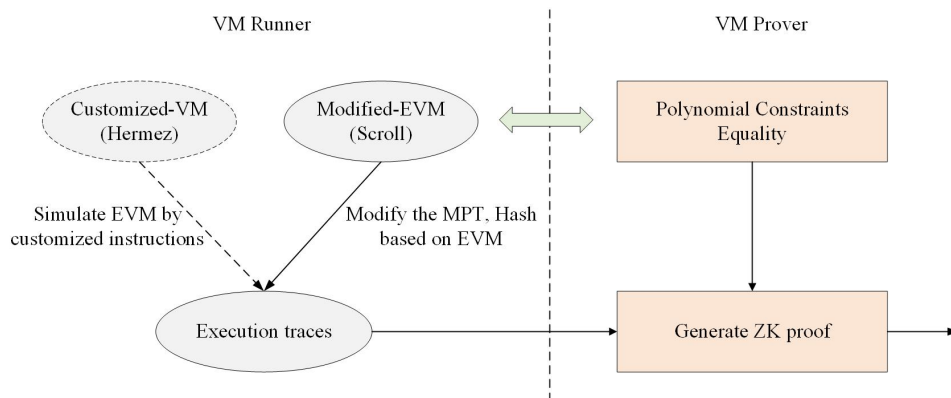 VM Runner
VM Prover
Customized-VM
(Hermez)
Modified-EVM
(Scroll)
Polynomial Constraints
Equality
Simulate EVM by
customized instructions
Modify the MPT, Hash
based on EVM
Execution traces
Generate ZK proof